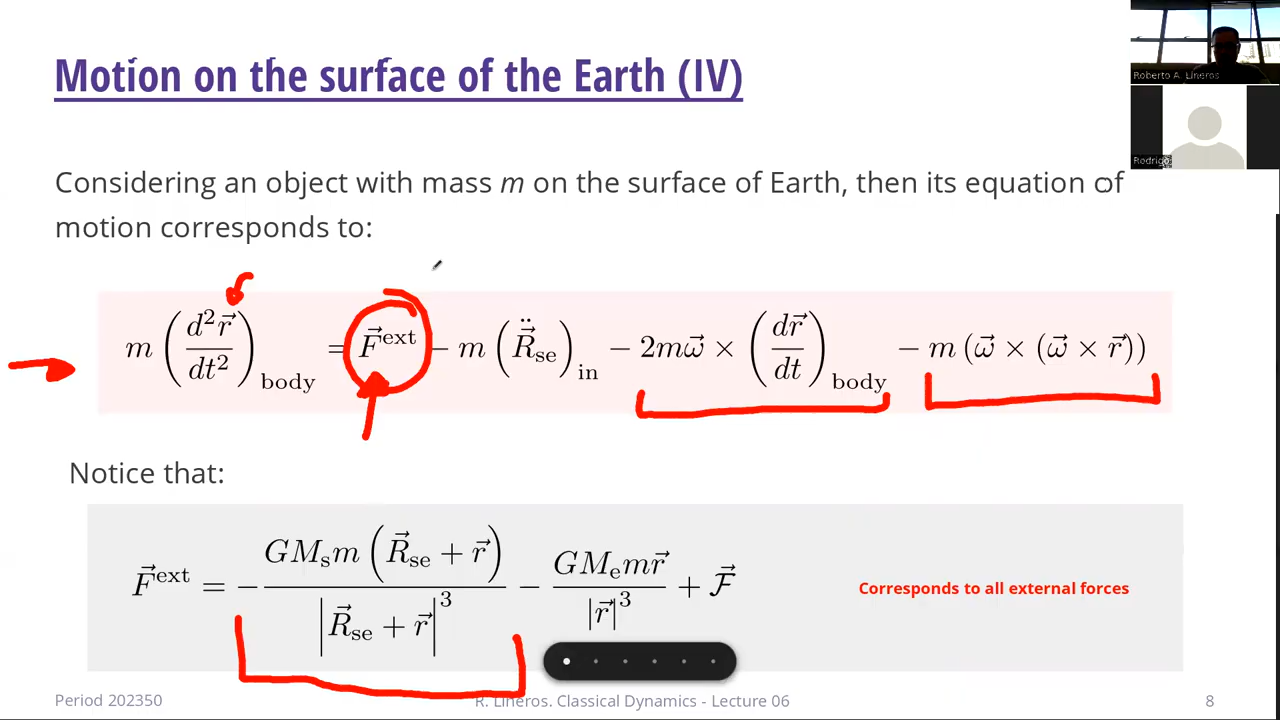 Motion on the surface of the Earth (IV)
Roberto A. Lineros
Rodrigo
Considering an object with mass m on the surface of Earth, then its equation of
motion corresponds to:
m (d²r⃗/dt²)_body = F⃗^ext − m (R̈⃗_se)_in − 2mω⃗ × (dr⃗/dt)_body − m (ω⃗ × (ω⃗ × r⃗))
Notice that:
F⃗^ext = − GM_s m (R⃗_se + r⃗) / |R⃗_se + r⃗|³ − GM_e m r⃗ / |r⃗|³ + ℱ⃗
Corresponds to all external forces
Period 202350
R. Lineros. Classical Dynamics - Lecture 06
8